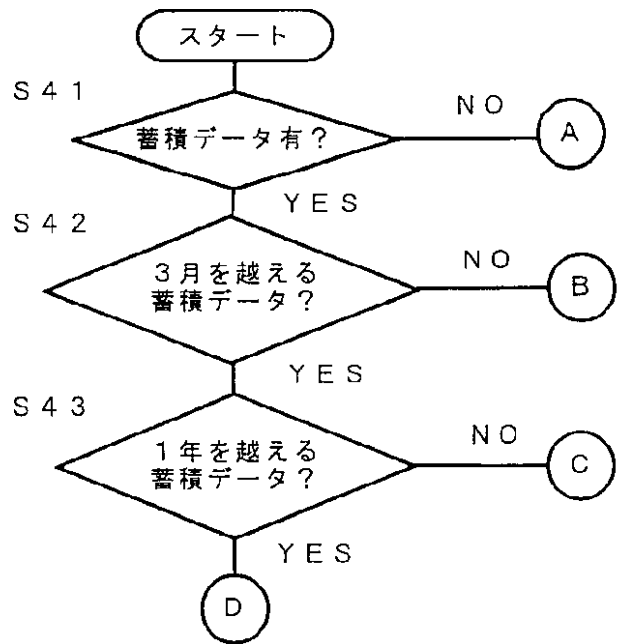 スタート
S41
蓄積データ有?
NO
A
YES
S42
3月を越える
蓄積データ?
NO
B
YES
S43
1年を越える
蓄積データ?
NO
C
YES
D